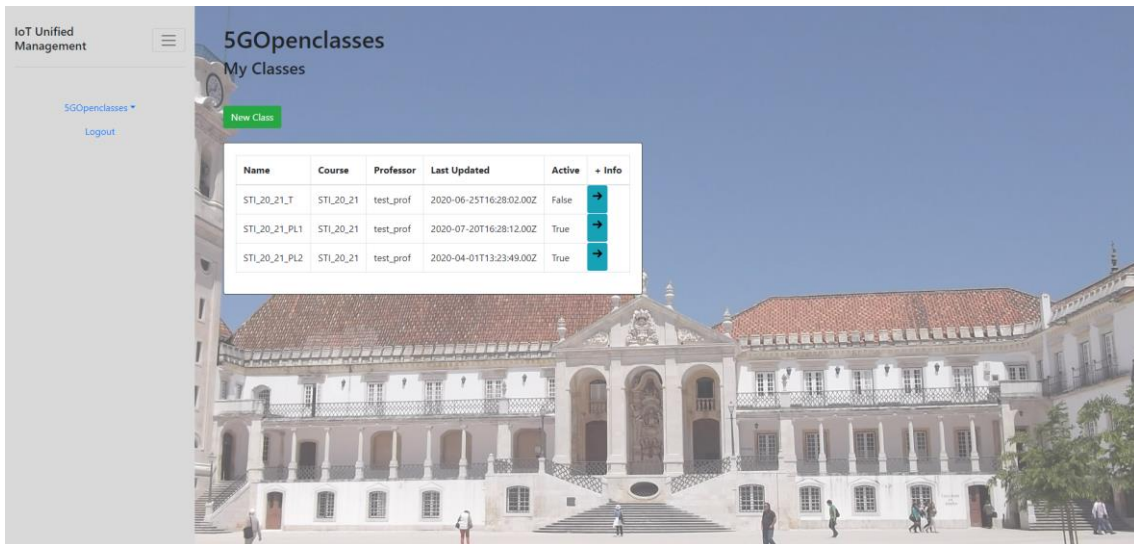 IoT Unified
Management
5GOpenclasses
Logout
5GOpenclasses
My Classes
New Class
Name Course Professor Last Updated Active + Info
STI_20_21_T STI_20_21 test_prof 2020-06-25T16:28:02.00Z False
STI_20_21_PL1 STI_20_21 test_prof 2020-07-20T16:28:12.00Z True
STI_20_21_PL2 STI_20_21 test_prof 2020-04-01T13:23:49.00Z True